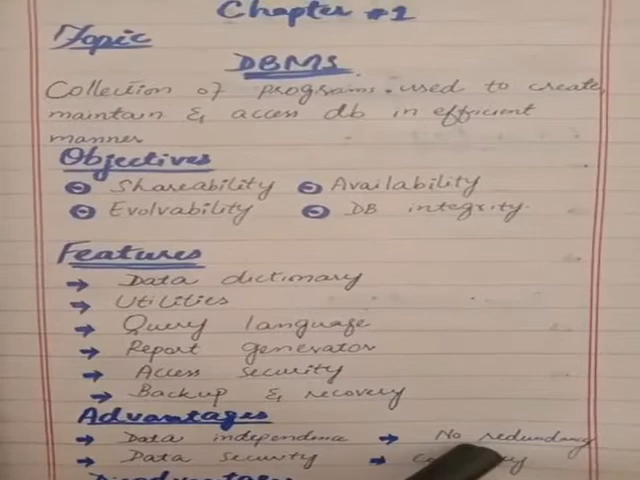 Chapter #1
Topic
DBMS
Collection of programs used to create,
maintain & access db in efficient
manner
Objectives
Shareability Availability
Evolvability DB integrity.
Features
→ Data dictionary
→ Utilities
→ Query language
→ Report generator
→ Access security
→ Backup & recovery
Advantages
→ Data independence → No redundancy
→ Data security →